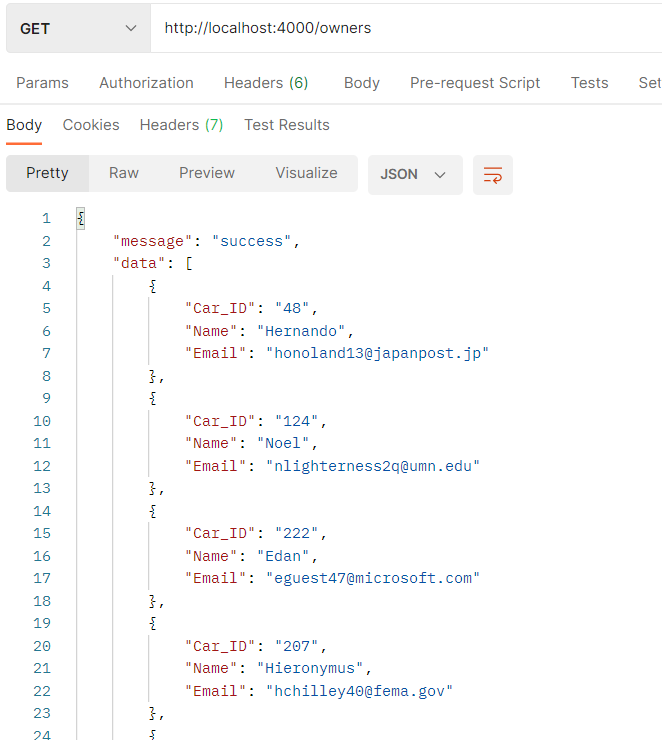 GET http://localhost:4000/owners
Params Authorization Headers (6) Body Pre-request Script Tests Set
Body Cookies Headers (7) Test Results
Pretty Raw Preview Visualize JSON
1 {
2 "message": "success",
3 "data": [
4 {
5 "Car_ID": "48",
6 "Name": "Hernando",
7 "Email": "honoland13@japanpost.jp"
8 },
9 {
10 "Car_ID": "124",
11 "Name": "Noel",
12 "Email": "nlighterness2q@umn.edu"
13 },
14 {
15 "Car_ID": "222",
16 "Name": "Edan",
17 "Email": "eguest47@microsoft.com"
18 },
19 {
20 "Car_ID": "207",
21 "Name": "Hieronymus",
22 "Email": "hchilley40@fema.gov"
23 },
24 {